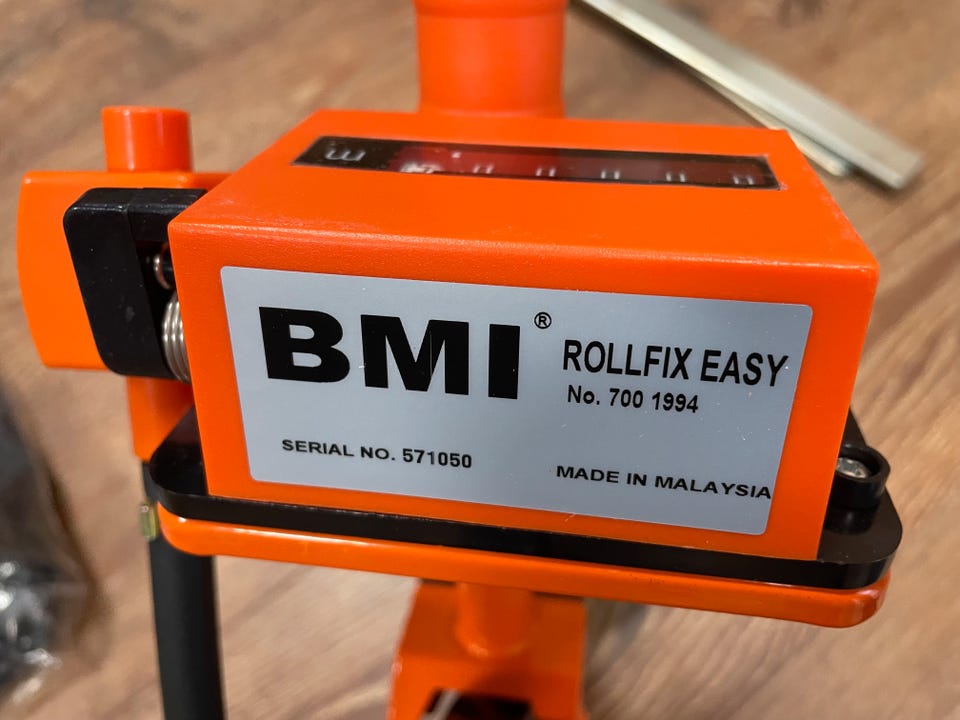 BMI®
ROLLFIX EASY
No. 700 1994
SERIAL NO. 571050
MADE IN MALAYSIA